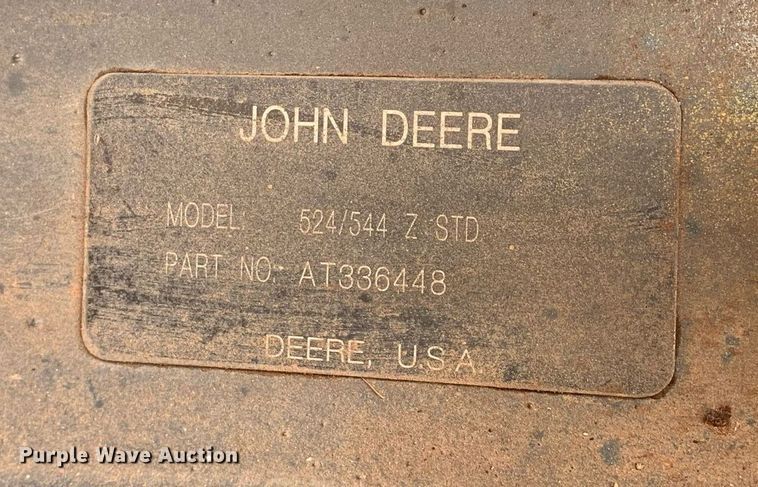 JOHN DEERE
MODEL: 524/544 Z STD
PART NO: AT336448
DEERE, U.S.A.
Purple Wave Auction